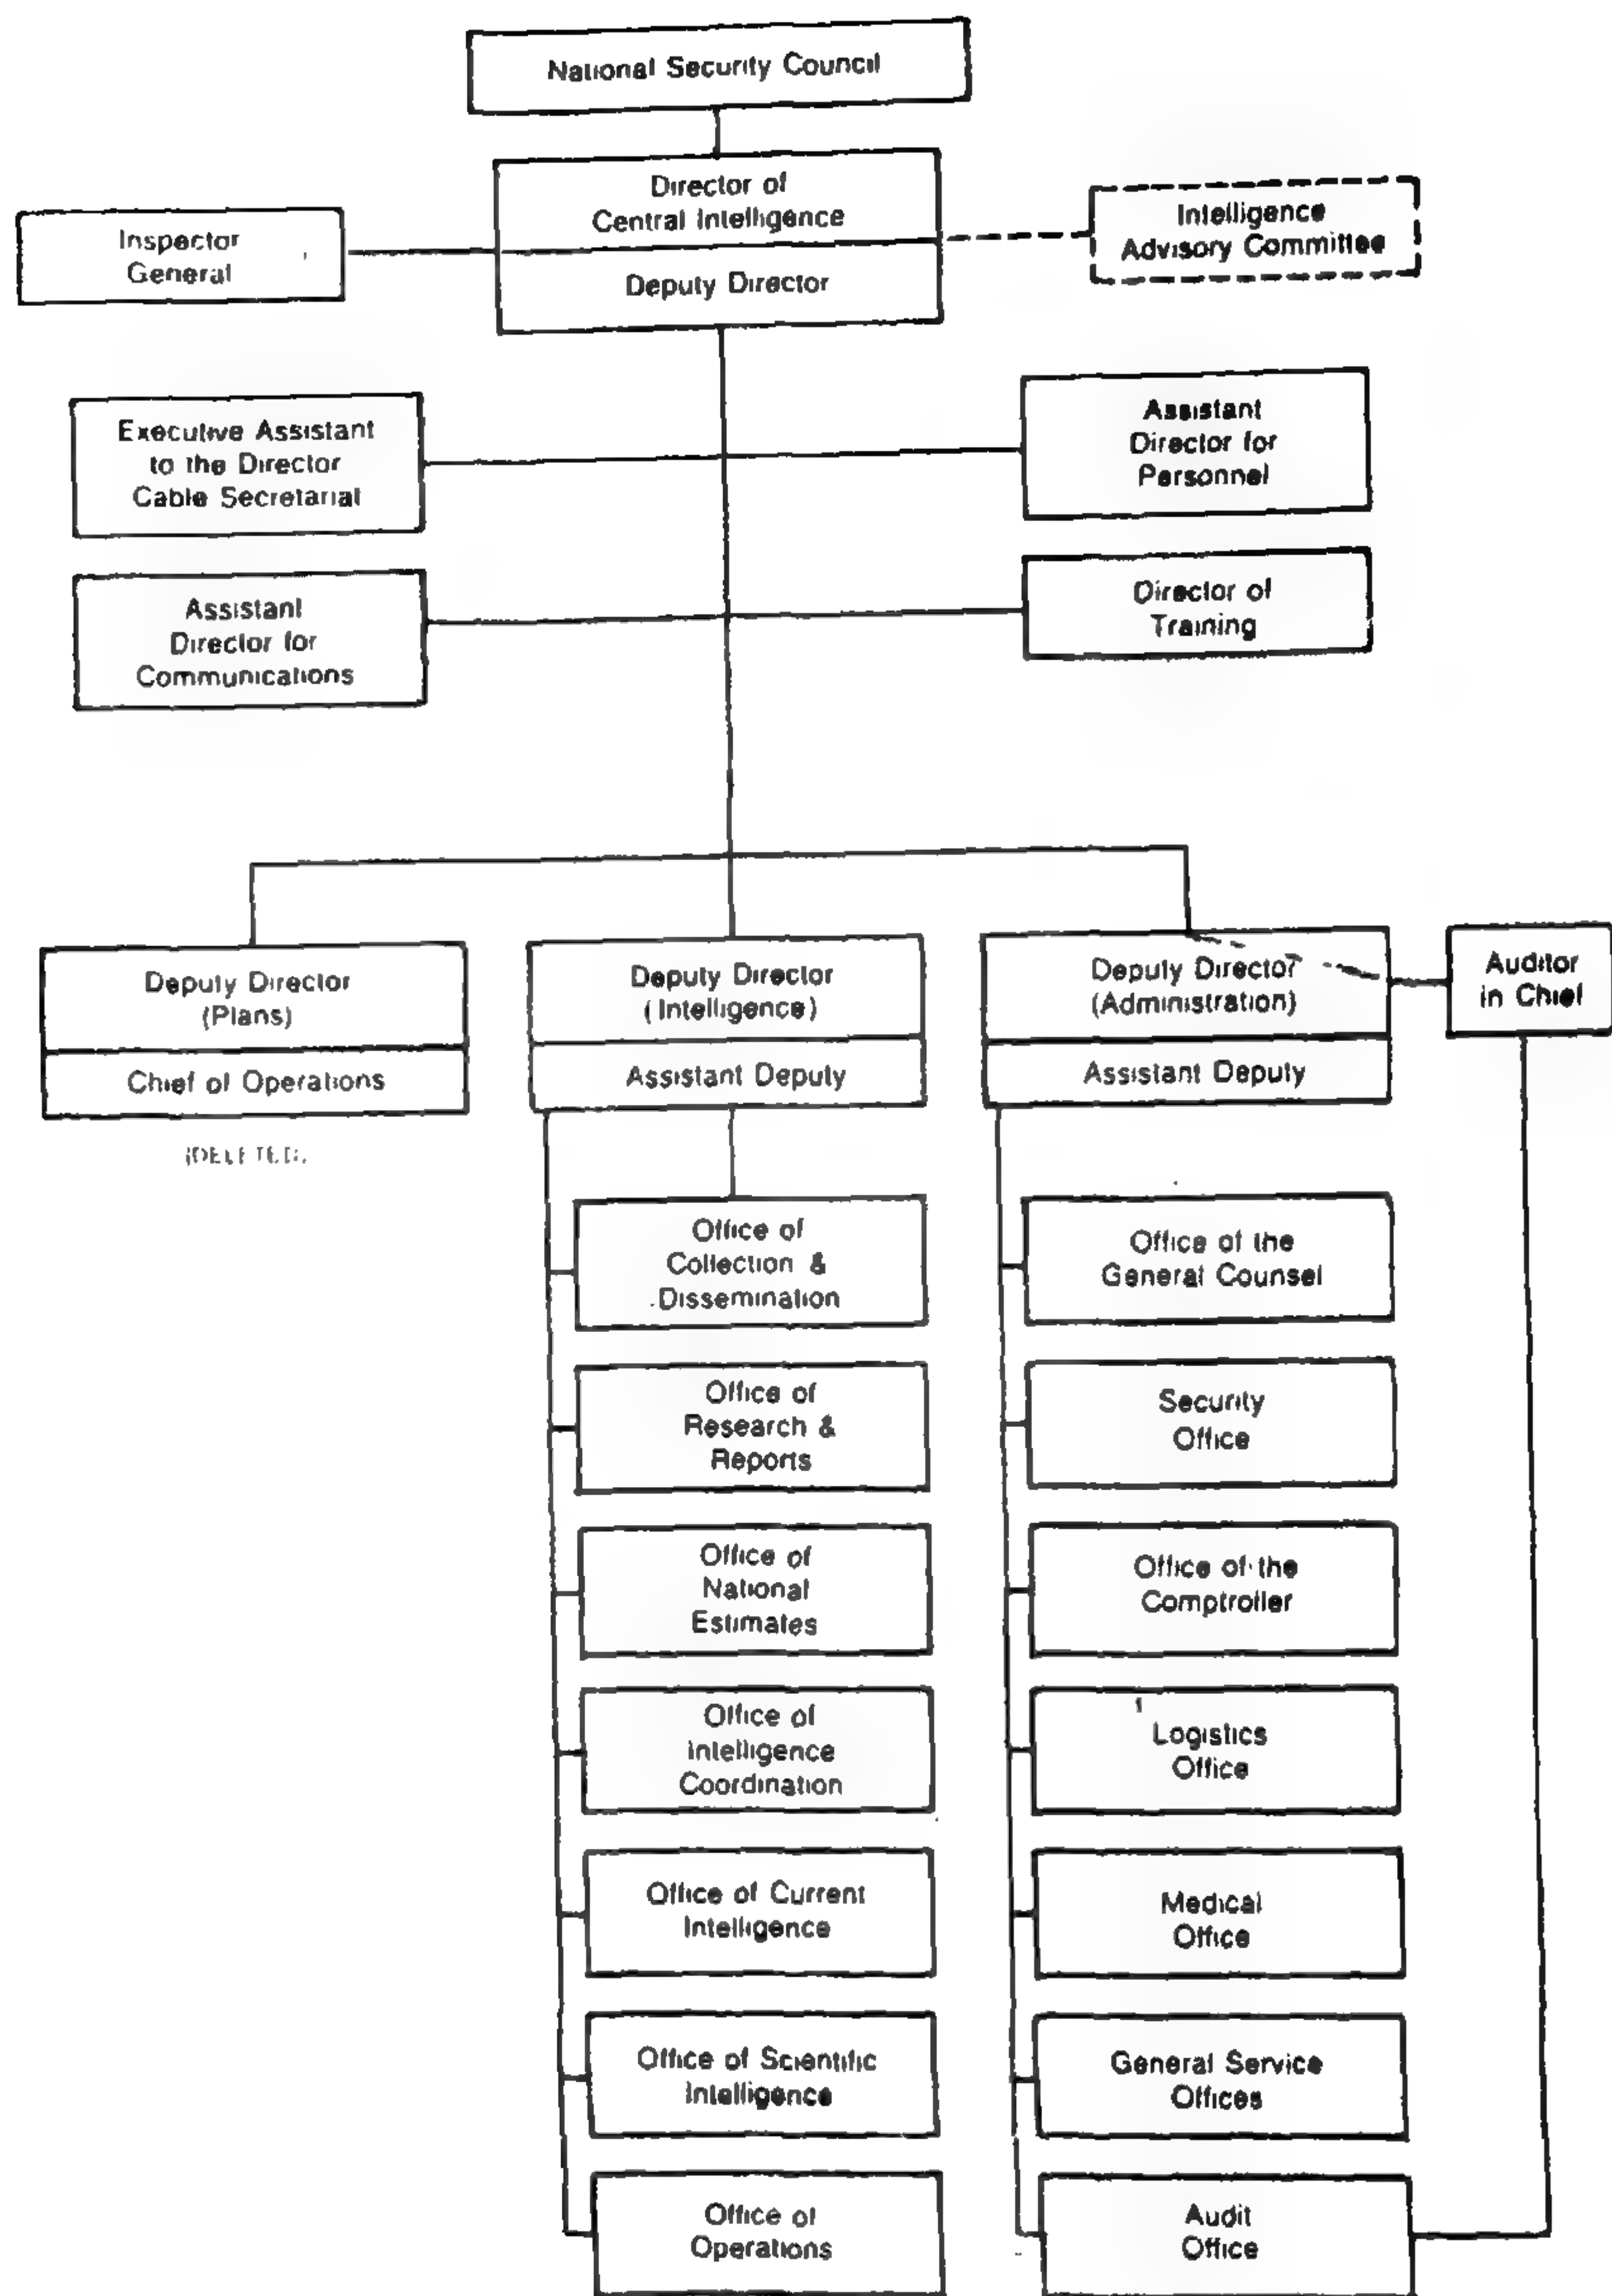 National Security Council
Director of
Central Intelligence
Deputy Director
Inspector
General
Intelligence
Advisory Committee
Executive Assistant
to the Director
Cable Secretariat
Assistant
Director for
Personnel
Assistant
Director for
Communications
Director of
Training
Deputy Director
(Plans)
Chief of Operations
(DELETED)
Deputy Director
(Intelligence)
Assistant Deputy
Deputy Director
(Administration)
Assistant Deputy
Auditor
in Chief
Office of
Collection &
Dissemination
Office of
Research &
Reports
Office of
National
Estimates
Office of
Intelligence
Coordination
Office of Current
Intelligence
Office of Scientific
Intelligence
Office of
Operations
Office of the
General Counsel
Security
Office
Office of the
Comptroller
Logistics
Office
Medical
Office
General Service
Offices
Audit
Office